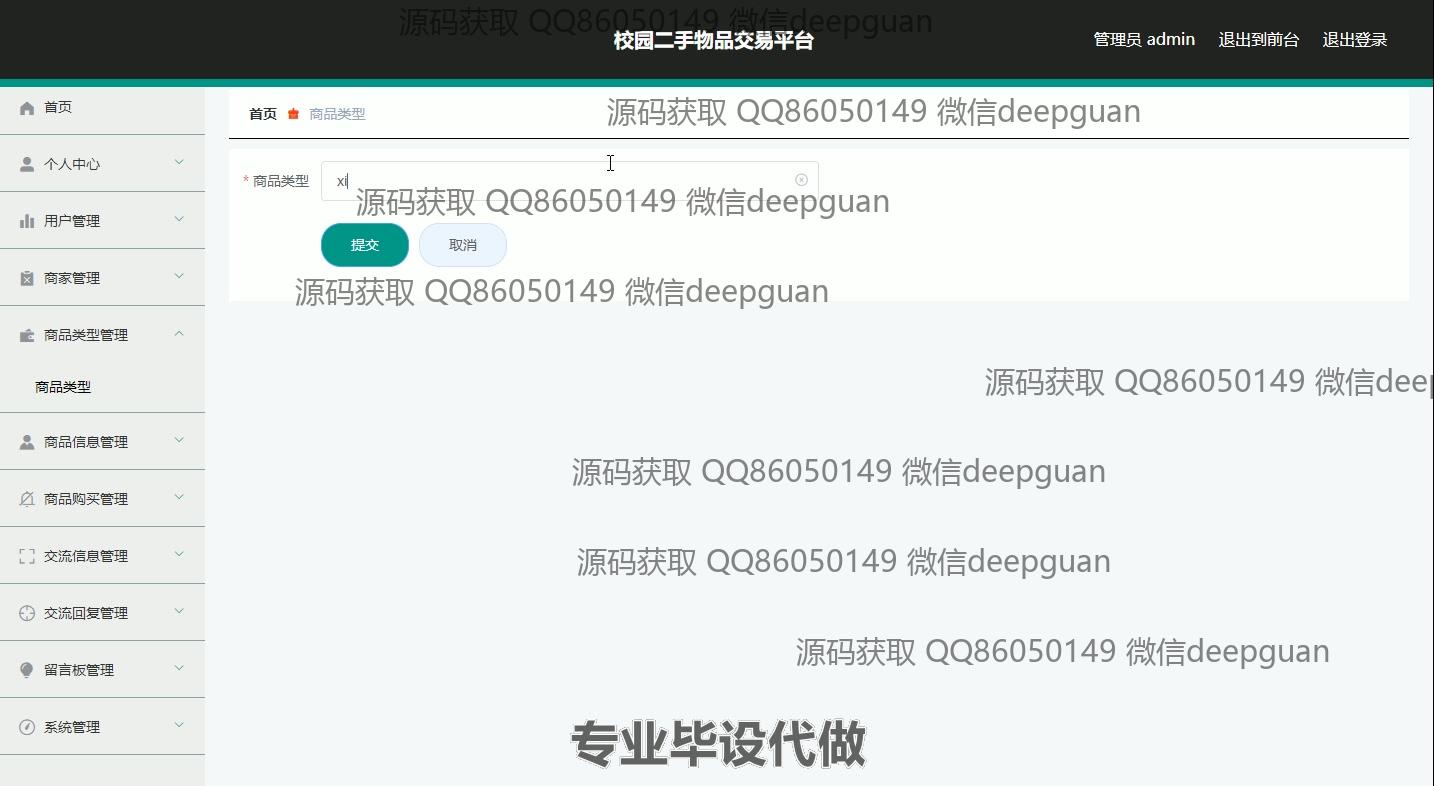 源码获取 QQ86050149 微信deepguan
校园二手物品交易平台
管理员 admin
退出到前台
退出登录
首页
个人中心
用户管理
商家管理
商品类型管理
商品类型
商品信息管理
商品购买管理
交流信息管理
交流回复管理
留言板管理
系统管理
首页 商品类型
源码获取 QQ86050149 微信deepguan
* 商品类型 xi
源码获取 QQ86050149 微信deepguan
提交 取消
源码获取 QQ86050149 微信deepguan
源码获取 QQ86050149 微信deep
源码获取 QQ86050149 微信deepguan
源码获取 QQ86050149 微信deepguan
源码获取 QQ86050149 微信deepguan
专业毕设代做